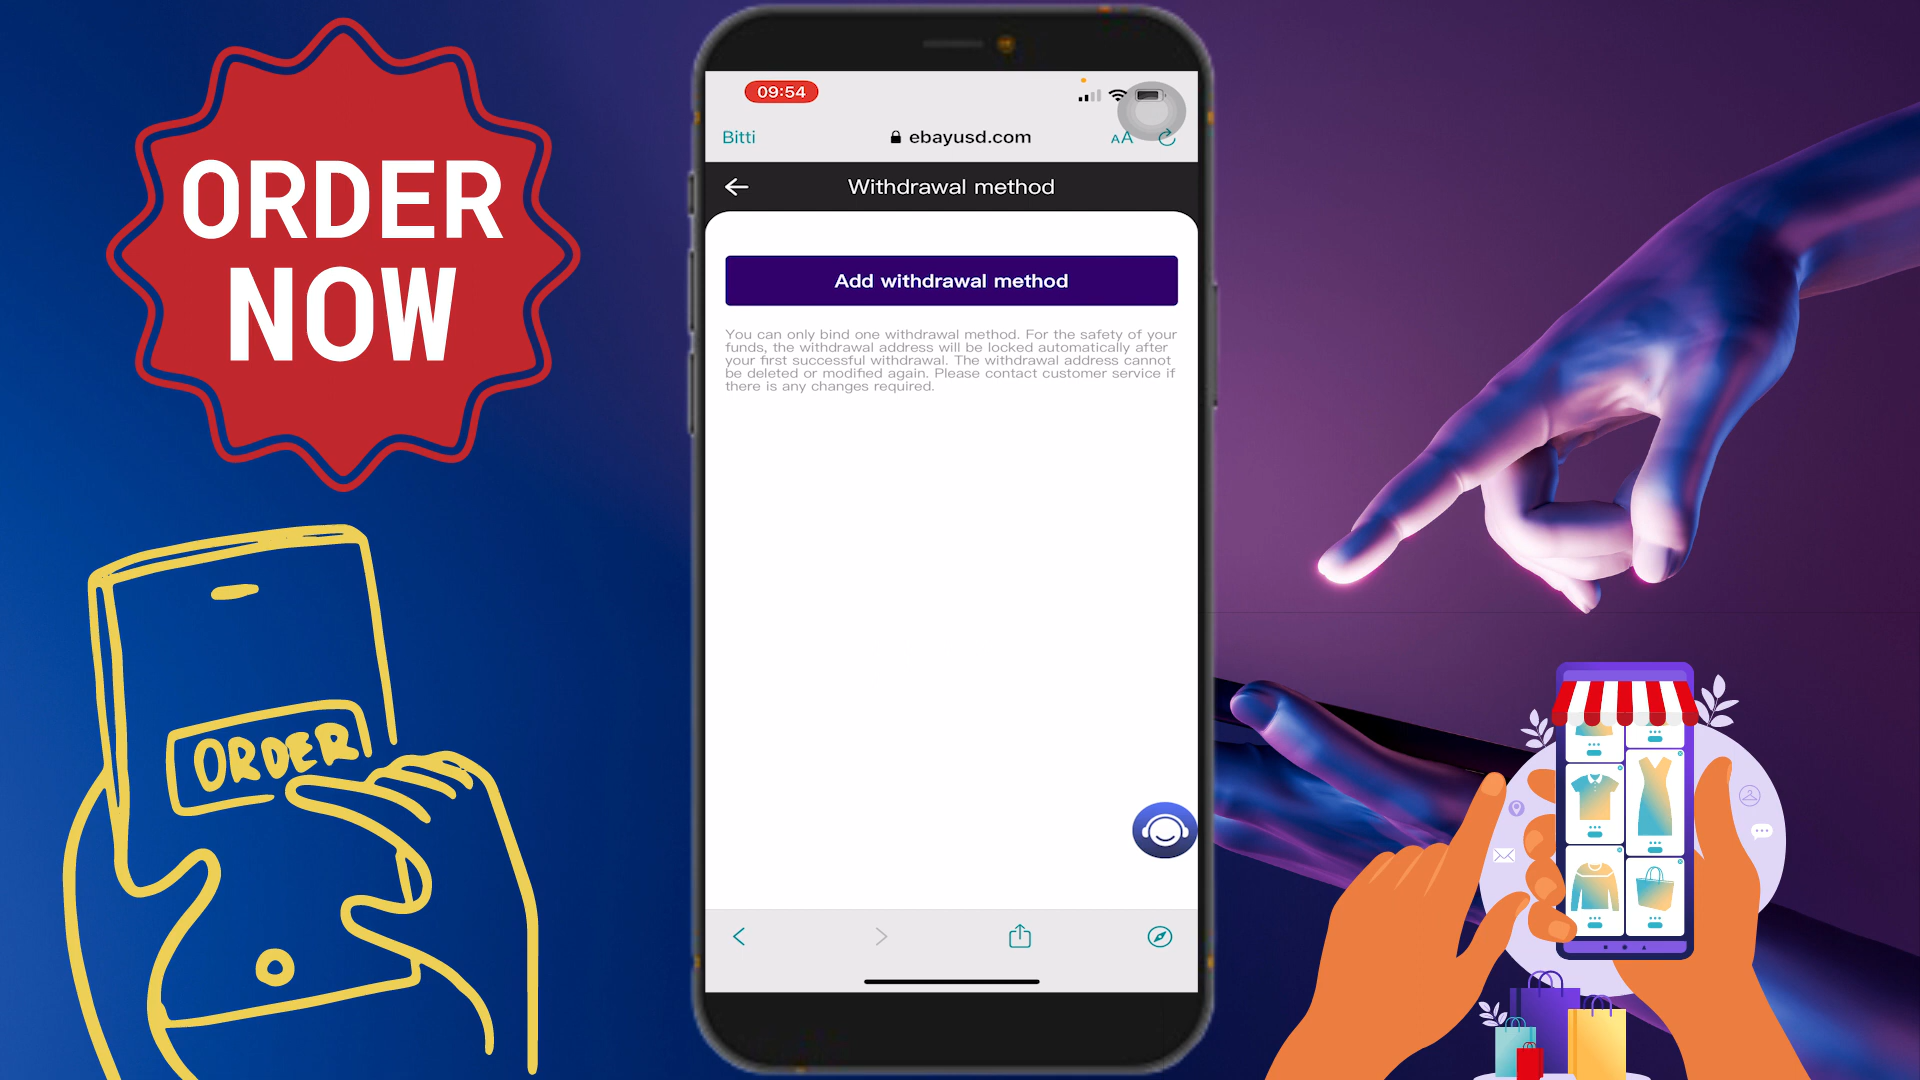 ORDER
NOW
ORDER
09:54
Bitti
ebayusd.com
AA
Withdrawal method
Add withdrawal method
You can only bind one withdrawal method. For the safety of your
funds, the withdrawal address will be locked automatically after
your first successful withdrawal. The withdrawal address cannot
be deleted or modified again. Please contact customer service if
there is any changes required.